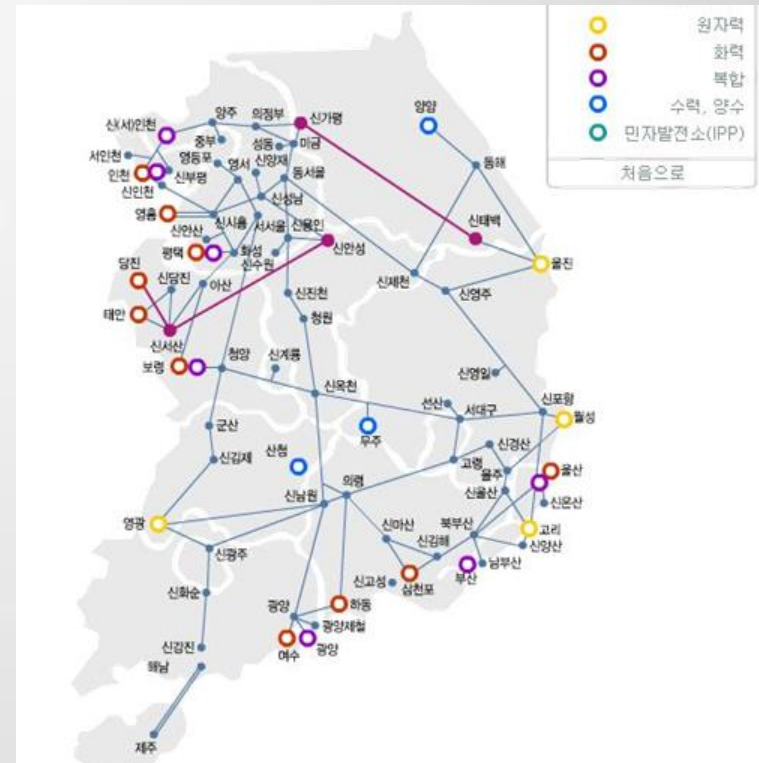 원자력
화력
복합
수력, 양수
민자발전소(IPP)
처음으로
양주
의정부
신가평
양양
신(서)인천
중부
성동
미금
서인천
영등포
영서
신양재
동서울
동해
인천
신부평
신인천
신성남
영흥
신시흥
서서울
신용인
신태백
신안산
평택
화성
신수원
신안성
울진
당진
신당진
아산
신제천
신영주
신진천
태안
청원
신서산
보령
청양
신계룡
신옥천
신영일
선산
서대구
신포항
월성
무주
군산
신김제
산청
고령
신경산
울주
울산
신울산
신온산
의령
신남원
영광
신마산
북부산
고리
신김해
신양산
신광주
남부산
부산
신고성
삼천포
신화순
광양
하동
광양제철
여수
광양
신강진
해남
제주